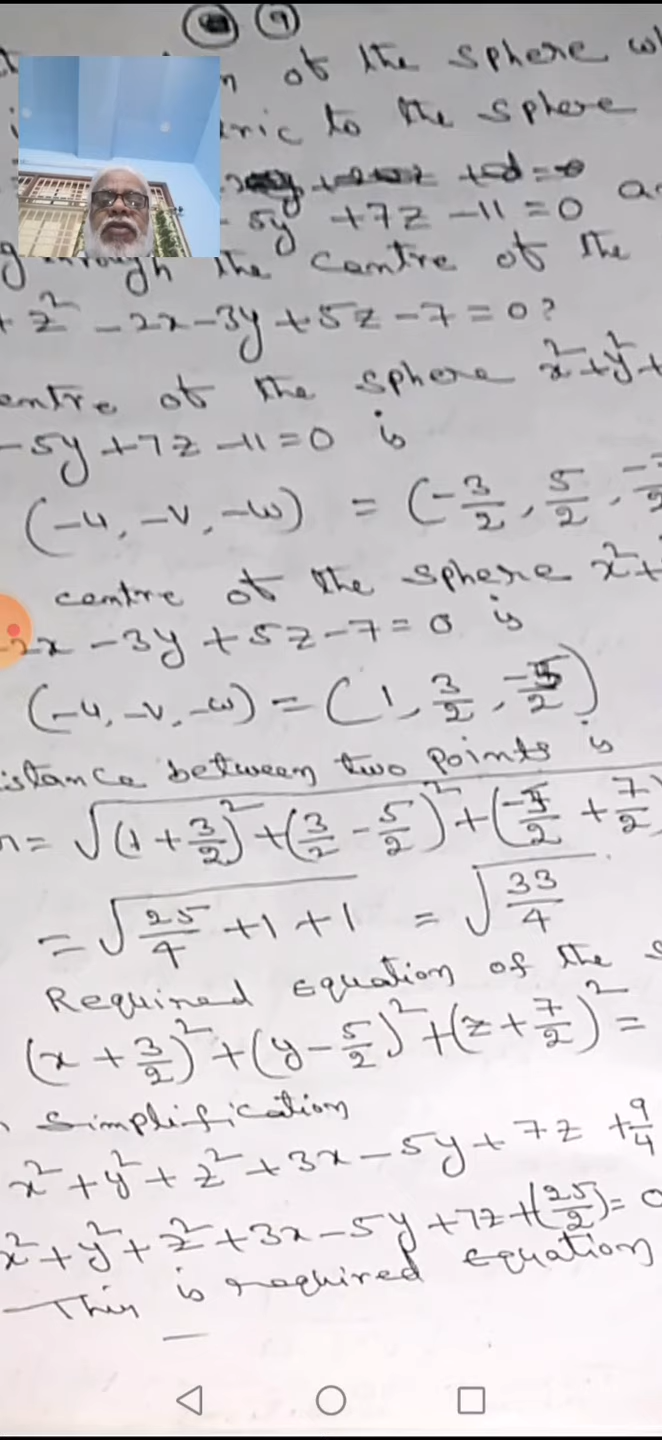 9
of the sphere
ric to the sphere
+d=0
5y +7z -11=0
through the centre of the
+ z² -2x-3y+5z-7=0?
entre of the sphere x²+y²+
-5y+7z-11=0 is
(-u, -v, -w) = (-3/2, 5/2, -
centre of the sphere x²+
2x -3y+5z-7=0 is
(-u, -v, -w) = (1, 3/2, -5/2)
istance between two points is
= √(1+3/2)²+(3/2-5/2)²+(-5/2+7/2)
= √25/4+1+1 = √33/4
Required equation of the s
(x+3/2)²+(y-5/2)²+(z+7/2)²=
simplification
x²+y²+z²+3x-5y+7z+9/4
x²+y²+z²+3x-5y+7z+(25/2)=0
This is required equation